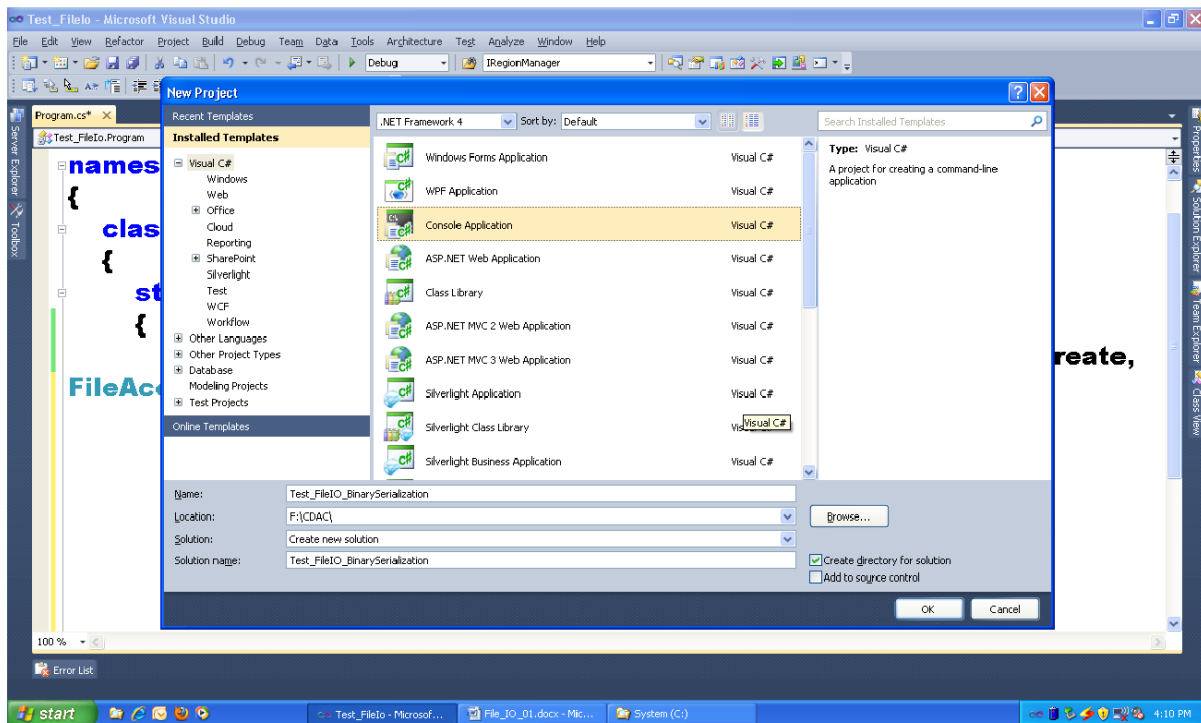 Test_FileIo - Microsoft Visual Studio
File Edit View Refactor Project Build Debug Team Data Tools Architecture Test Analyze Window Help
Debug IRegionManager
New Project
Program.cs*
Test_FileIo.Program
names
{
clas
{
st
{
reate,
FileAcc
Server Explorer
Toolbox
Properties
Solution Explorer
Team Explorer
Class View
Recent Templates
Installed Templates
Visual C#
Windows
Web
Office
Cloud
Reporting
SharePoint
Silverlight
Test
WCF
Workflow
Other Languages
Other Project Types
Database
Modeling Projects
Test Projects
Online Templates
.NET Framework 4 Sort by: Default Search Installed Templates
Windows Forms Application Visual C#
WPF Application Visual C#
Console Application Visual C#
ASP.NET Web Application Visual C#
Class Library Visual C#
ASP.NET MVC 2 Web Application Visual C#
ASP.NET MVC 3 Web Application Visual C#
Silverlight Application Visual C#
Visual C#
Silverlight Class Library
Silverlight Business Application Visual C#
Type: Visual C#
A project for creating a command-line
application
Name: Test_FileIO_BinarySerialization
Location: F:\CDAC\ Browse...
Solution: Create new solution
Solution name: Test_FileIO_BinarySerialization
Create directory for solution
Add to source control
OK Cancel
100 %
Error List
start Test_FileIo - Microsof... File_IO_01.docx - Mic... System (C:) 4:10 PM